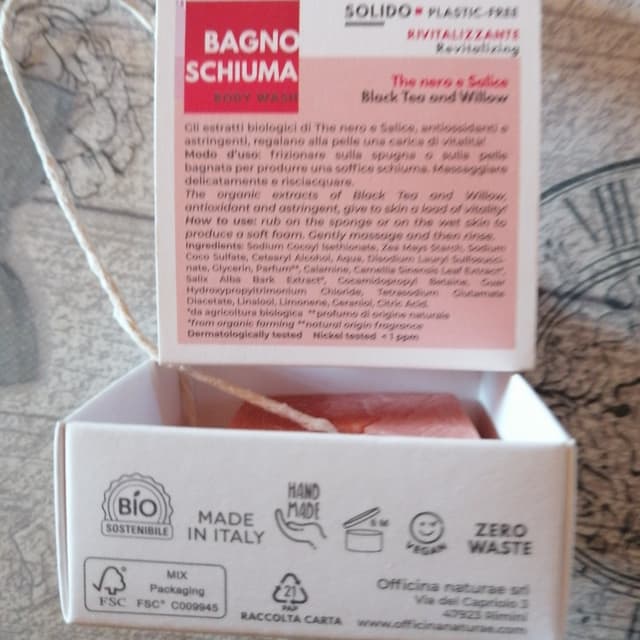 SOLIDO • PLASTIC-FREE
RIVITALIZZANTE
Revitalizing
BAGNO
SCHIUMA
BODY WASH
The nero e Salice
Black Tea and Willow
Gli estratti biologici di The nero e Salice, antiossidanti e
astringenti, regalano alla pelle una carica di vitalità!
Modo d'uso: frizionare sulla spugna o sulla pelle
bagnata per produrre una soffice schiuma. Massaggiare
delicatamente e risciacquare.
The organic extracts of Black Tea and Willow,
antioxidant and astringent, give to skin a load of vitality!
How to use: rub on the sponge or on the wet skin to
produce a soft foam. Gently massage and then rinse.
Ingredients: Sodium Cocoyl Isethionate, Zea Mays Starch, Sodium
Coco Sulfate, Cetearyl Alcohol, Aqua, Disodium Lauryl Sulfosucci-
nate, Glycerin, Parfum**, Calamine, Camellia Sinensis Leaf Extract*,
Salix Alba Bark Extract*, Cocamidopropyl Betaine, Guar
Hydroxypropyltrimonium Chloride, Tetrasodium Glutamate
Diacetate, Linalool, Limonene, Geraniol, Citric Acid.
*da agricoltura biologica **profumo di origine naturale
*from organic farming **natural origin fragrance
Dermatologically tested Nickel tested <1 ppm
BIO
SOSTENIBILE
MADE
IN ITALY
HAND
MADE
6 M
VEGAN
ZERO
WASTE
FSC
MIX
Packaging
FSC® C009945
21
PAP
RACCOLTA CARTA
Officina naturae srl
Via del Capriolo 3
47923 Rimini
www.officinanaturae.com